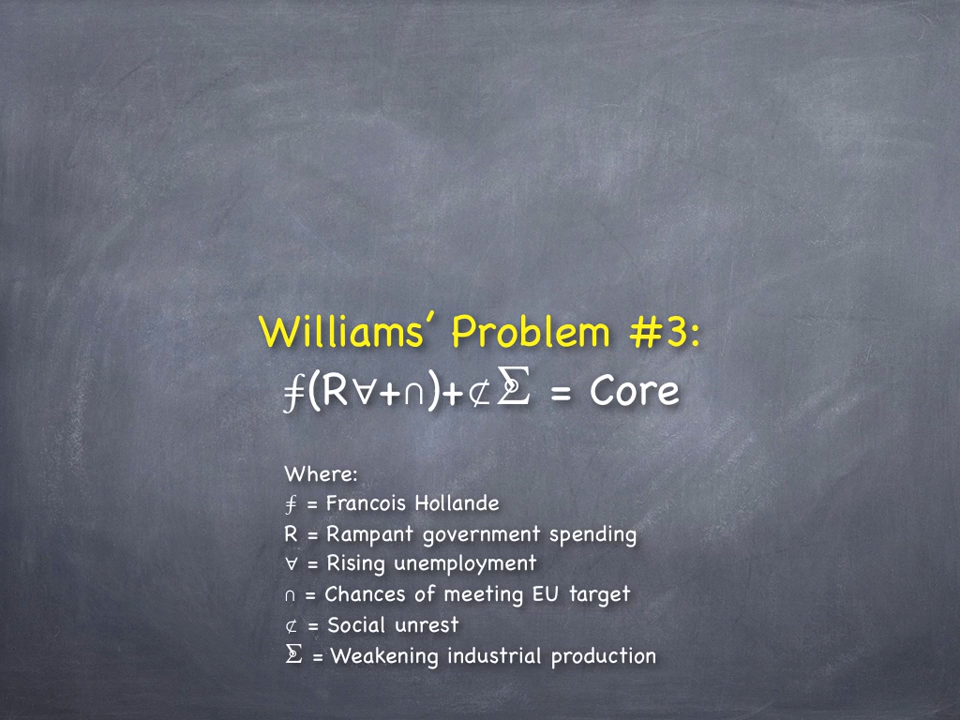 Williams’ Problem #3:
⨍(R∀+∩)+⊄⅀ = Core
Where:
⨍ = Francois Hollande
R = Rampant government spending
∀ = Rising unemployment
∩ = Chances of meeting EU target
⊄ = Social unrest
⅀ = Weakening industrial production